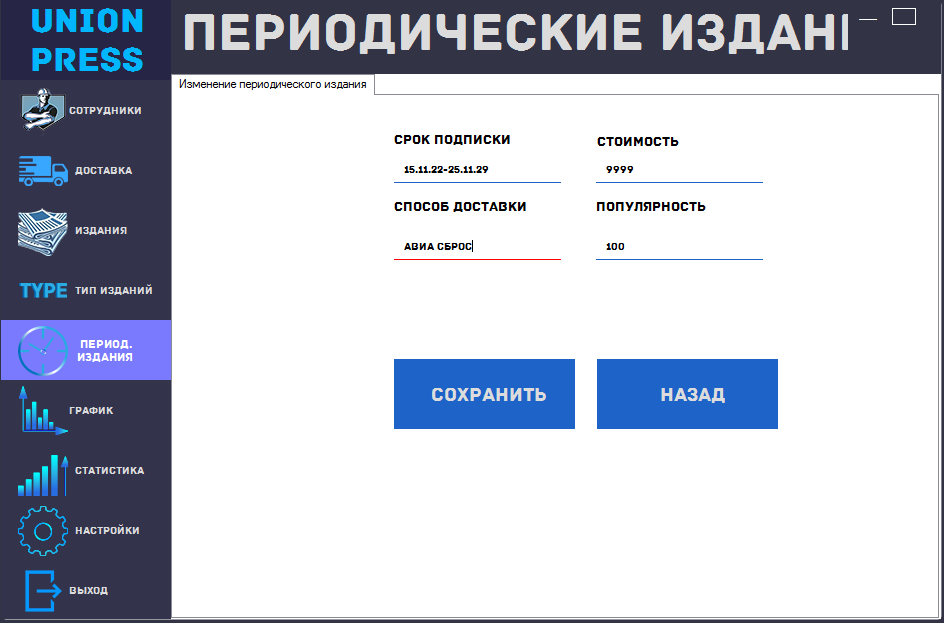 UNION
PRESS
ПЕРИОДИЧЕСКИЕ ИЗДАНИ
Изменение периодического издания
СОТРУДНИКИ
ДОСТАВКА
ИЗДАНИЯ
TYPE ТИП ИЗДАНИЙ
ПЕРИОД.
ИЗДАНИЯ
ГРАФИК
СТАТИСТИКА
НАСТРОЙКИ
ВЫХОД
СРОК ПОДПИСКИ
15.11.22-25.11.29
СТОИМОСТЬ
9999
СПОСОБ ДОСТАВКИ
АВИА СБРОС
ПОПУЛЯРНОСТЬ
100
СОХРАНИТЬ
НАЗАД